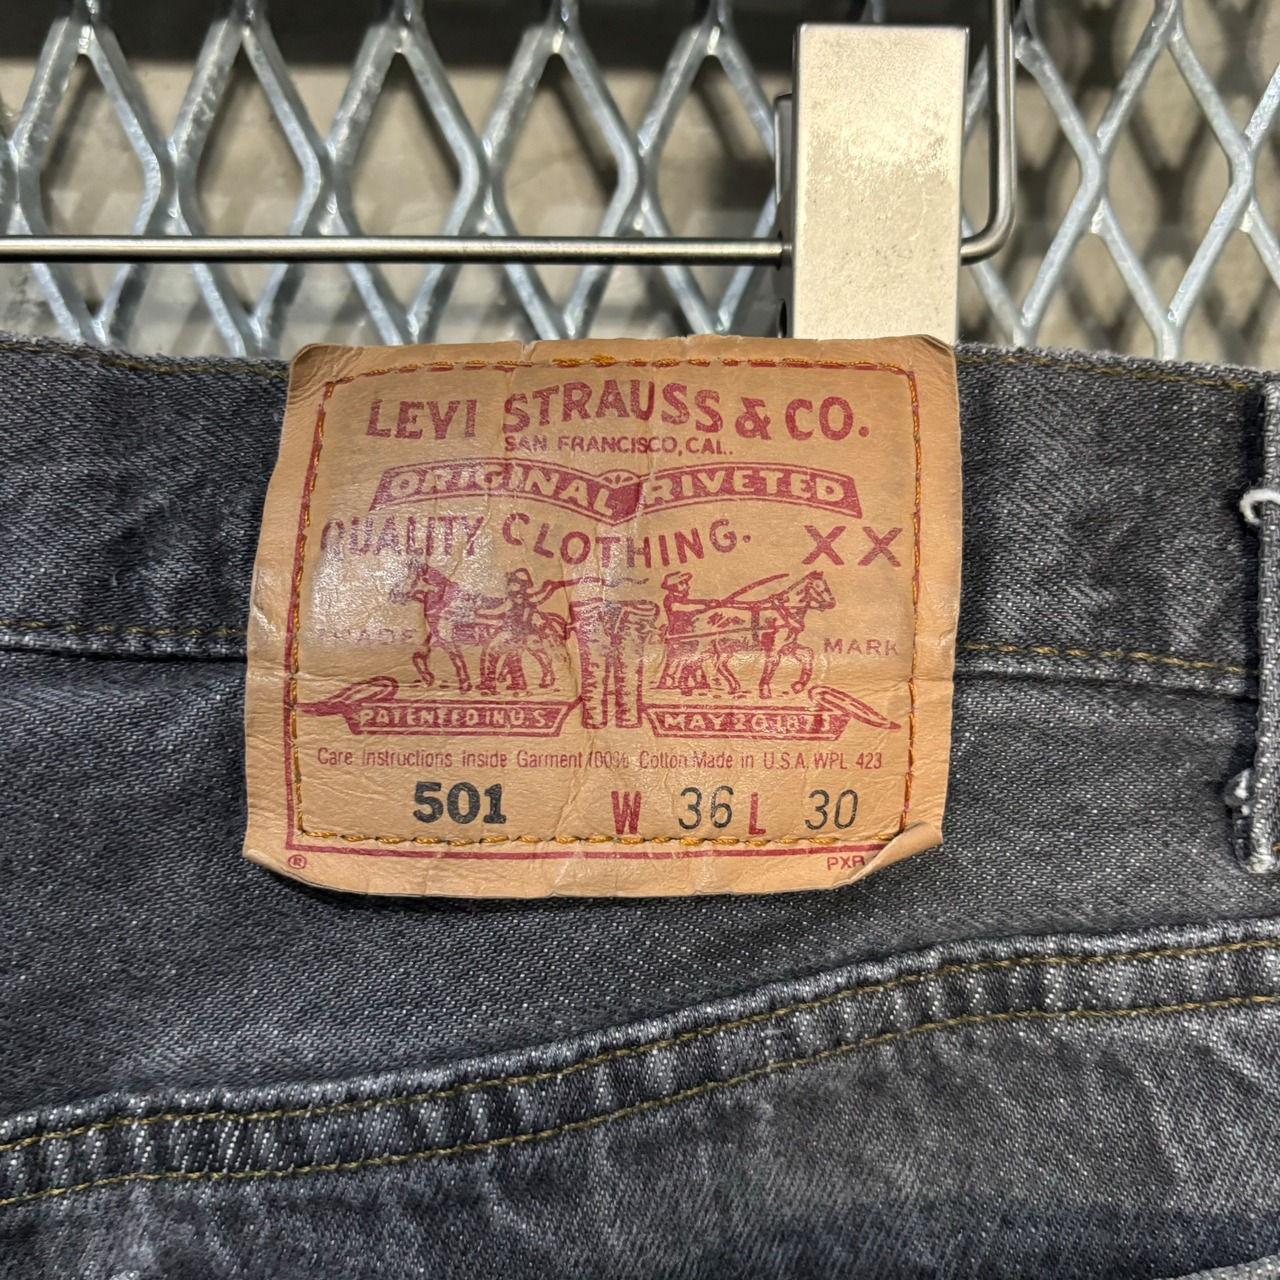 LEVI STRAUSS & CO.
SAN FRANCISCO, CAL.
ORIGINAL RIVETED
QUALITY CLOTHING. XX
TRADE MARK
PATENTED IN U.S. MAY 20 1873
Care Instructions Inside Garment 100% Cotton Made in U.S.A. WPL 423
501 W 36 L 30
® PXR